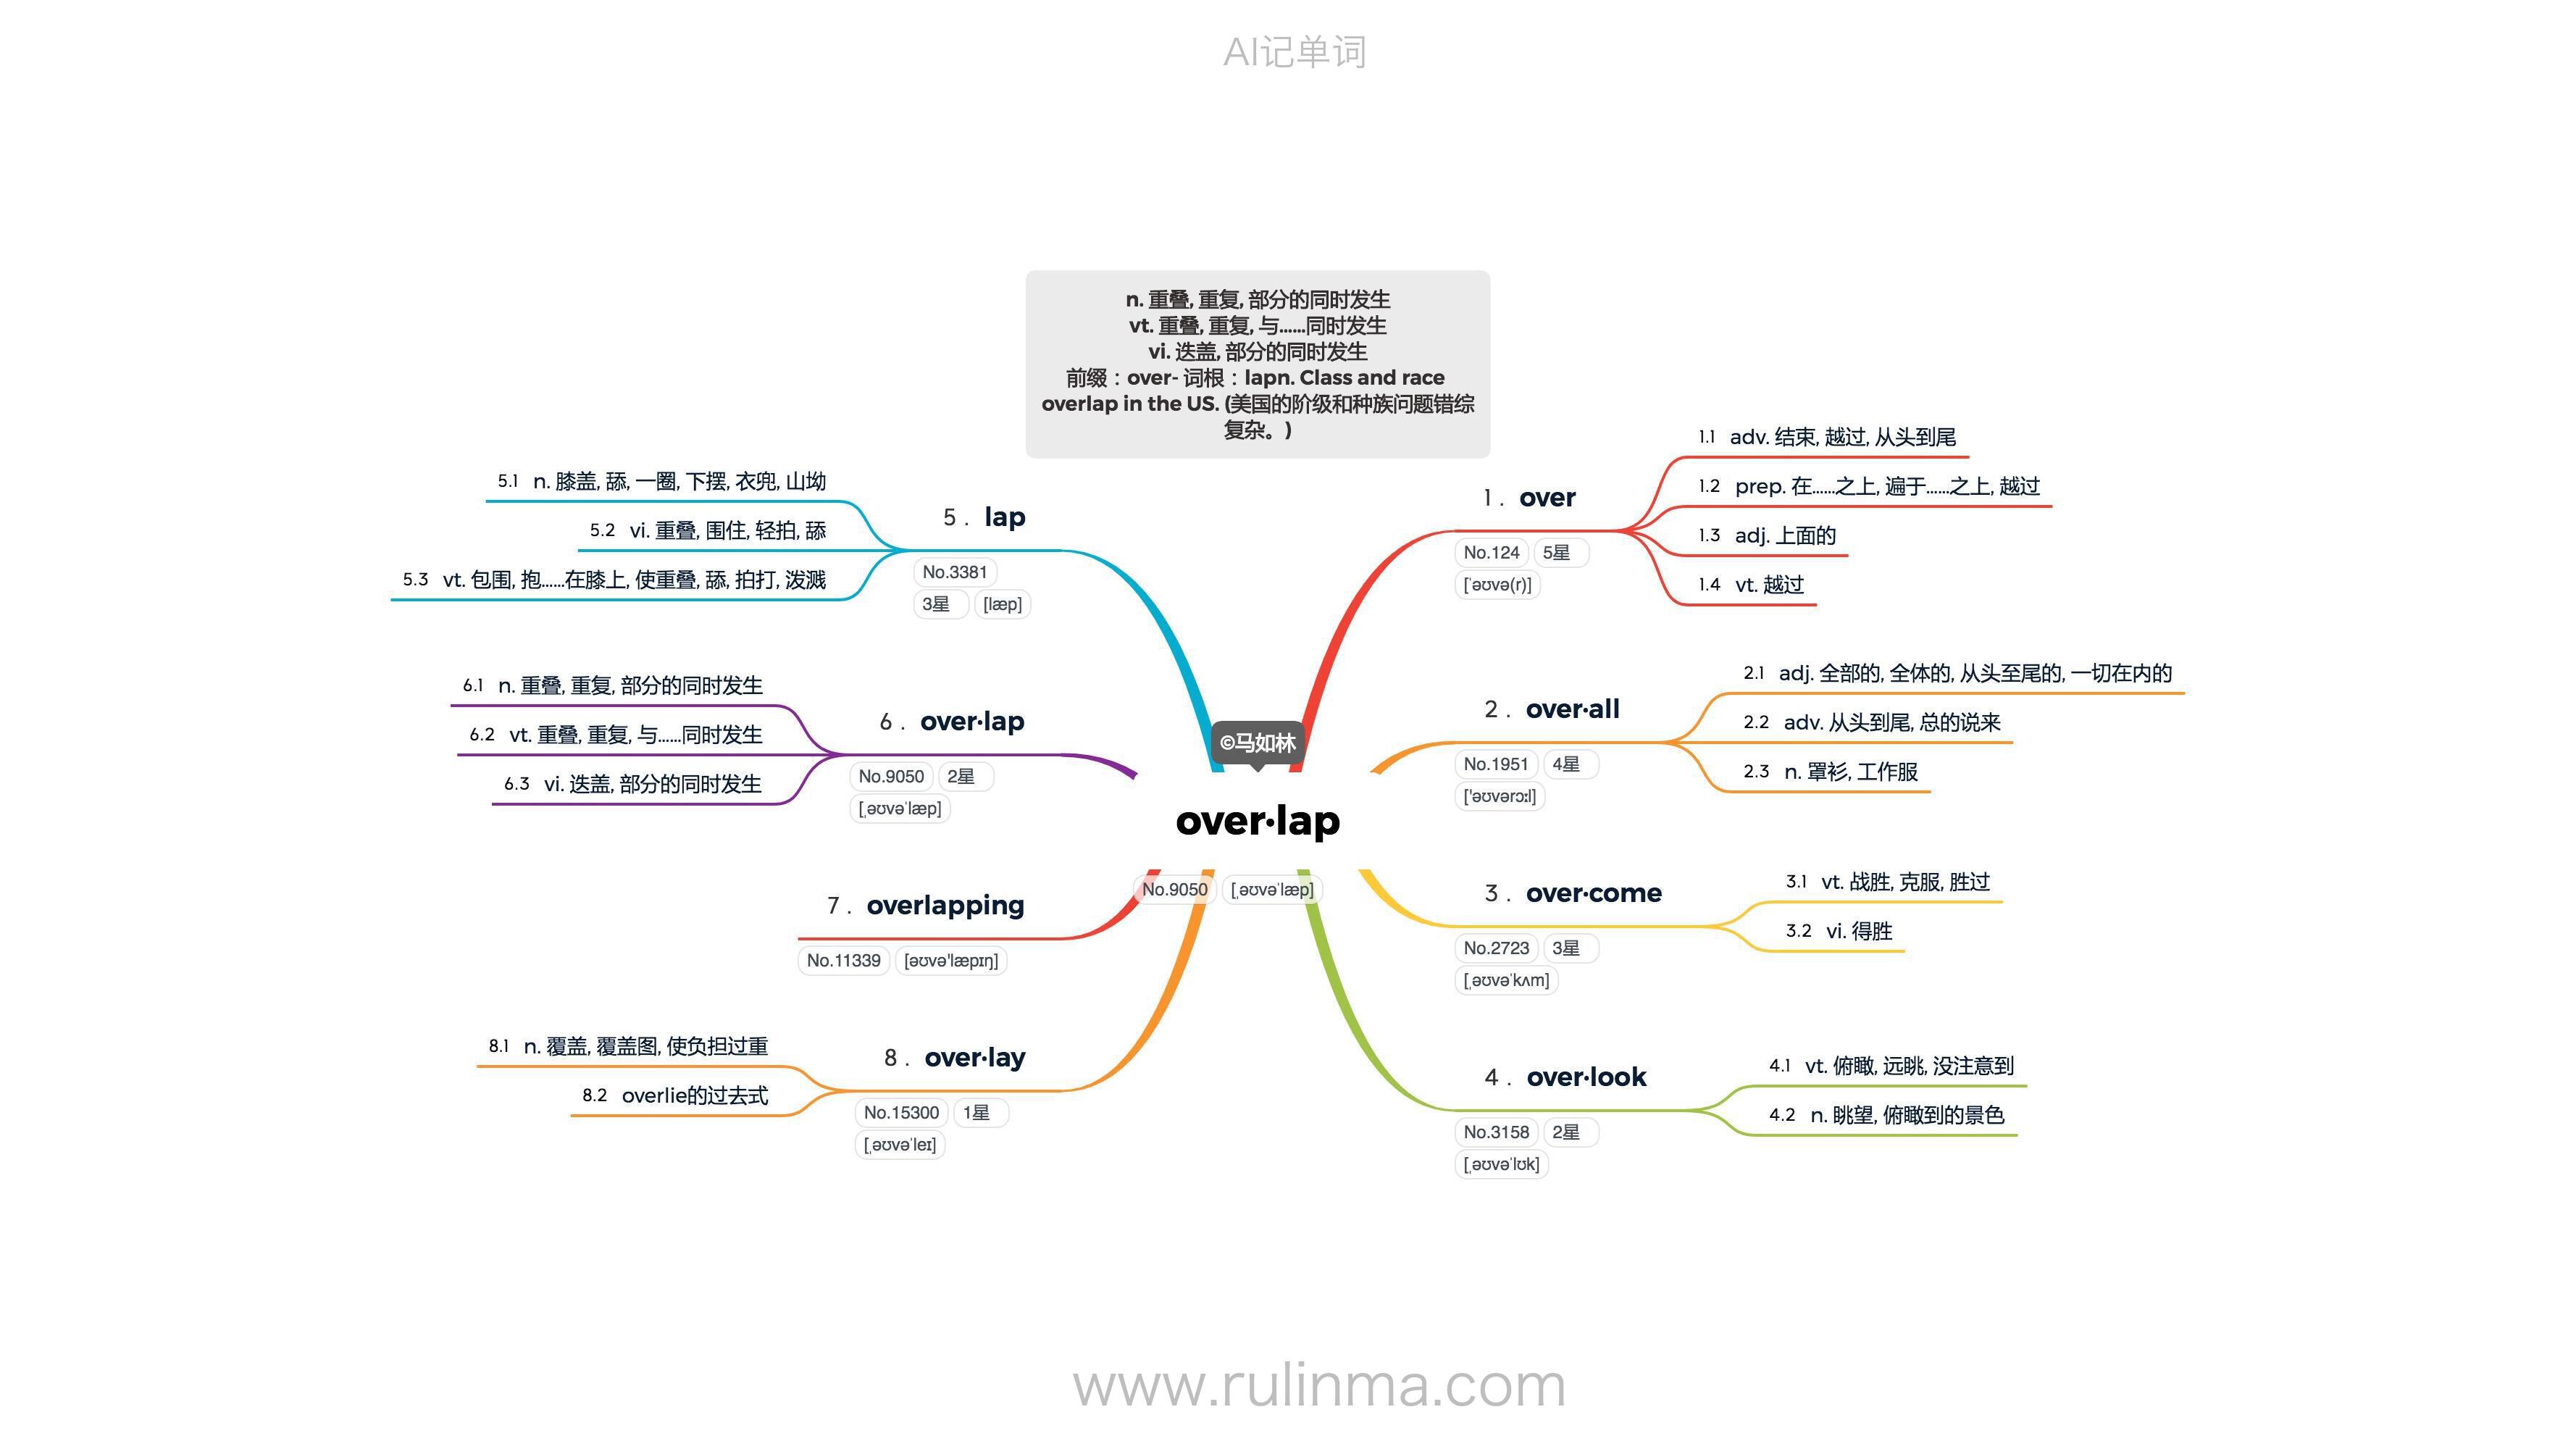 AI记单词
n. 重叠, 重复, 部分的同时发生
vt. 重叠, 重复, 与……同时发生
vi. 迭盖, 部分的同时发生
前缀：over- 词根：lapn. Class and race
overlap in the US. (美国的阶级和种族问题错综
复杂。)
©马如林
over·lap
No.9050 [ˌəʊvəˈlæp]
1. over
No.124 5星
[ˈəʊvə(r)]
1.1 adv. 结束, 越过, 从头到尾
1.2 prep. 在……之上, 遍于……之上, 越过
1.3 adj. 上面的
1.4 vt. 越过
2. over·all
No.1951 4星
['əʊvərɔːl]
2.1 adj. 全部的, 全体的, 从头至尾的, 一切在内的
2.2 adv. 从头到尾, 总的说来
2.3 n. 罩衫, 工作服
3. over·come
No.2723 3星
[ˌəʊvəˈkʌm]
3.1 vt. 战胜, 克服, 胜过
3.2 vi. 得胜
4. over·look
No.3158 2星
[ˌəʊvəˈlʊk]
4.1 vt. 俯瞰, 远眺, 没注意到
4.2 n. 眺望, 俯瞰到的景色
5. lap
No.3381
3星 [læp]
5.1 n. 膝盖, 舔, 一圈, 下摆, 衣兜, 山坳
5.2 vi. 重叠, 围住, 轻拍, 舔
5.3 vt. 包围, 抱……在膝上, 使重叠, 舔, 拍打, 泼溅
6. over·lap
No.9050 2星
[ˌəʊvəˈlæp]
6.1 n. 重叠, 重复, 部分的同时发生
6.2 vt. 重叠, 重复, 与……同时发生
6.3 vi. 迭盖, 部分的同时发生
7. overlapping
No.11339 [əʊvə'læpɪŋ]
8. over·lay
No.15300 1星
[ˌəʊvəˈleɪ]
8.1 n. 覆盖, 覆盖图, 使负担过重
8.2 overlie的过去式
www.rulinma.com